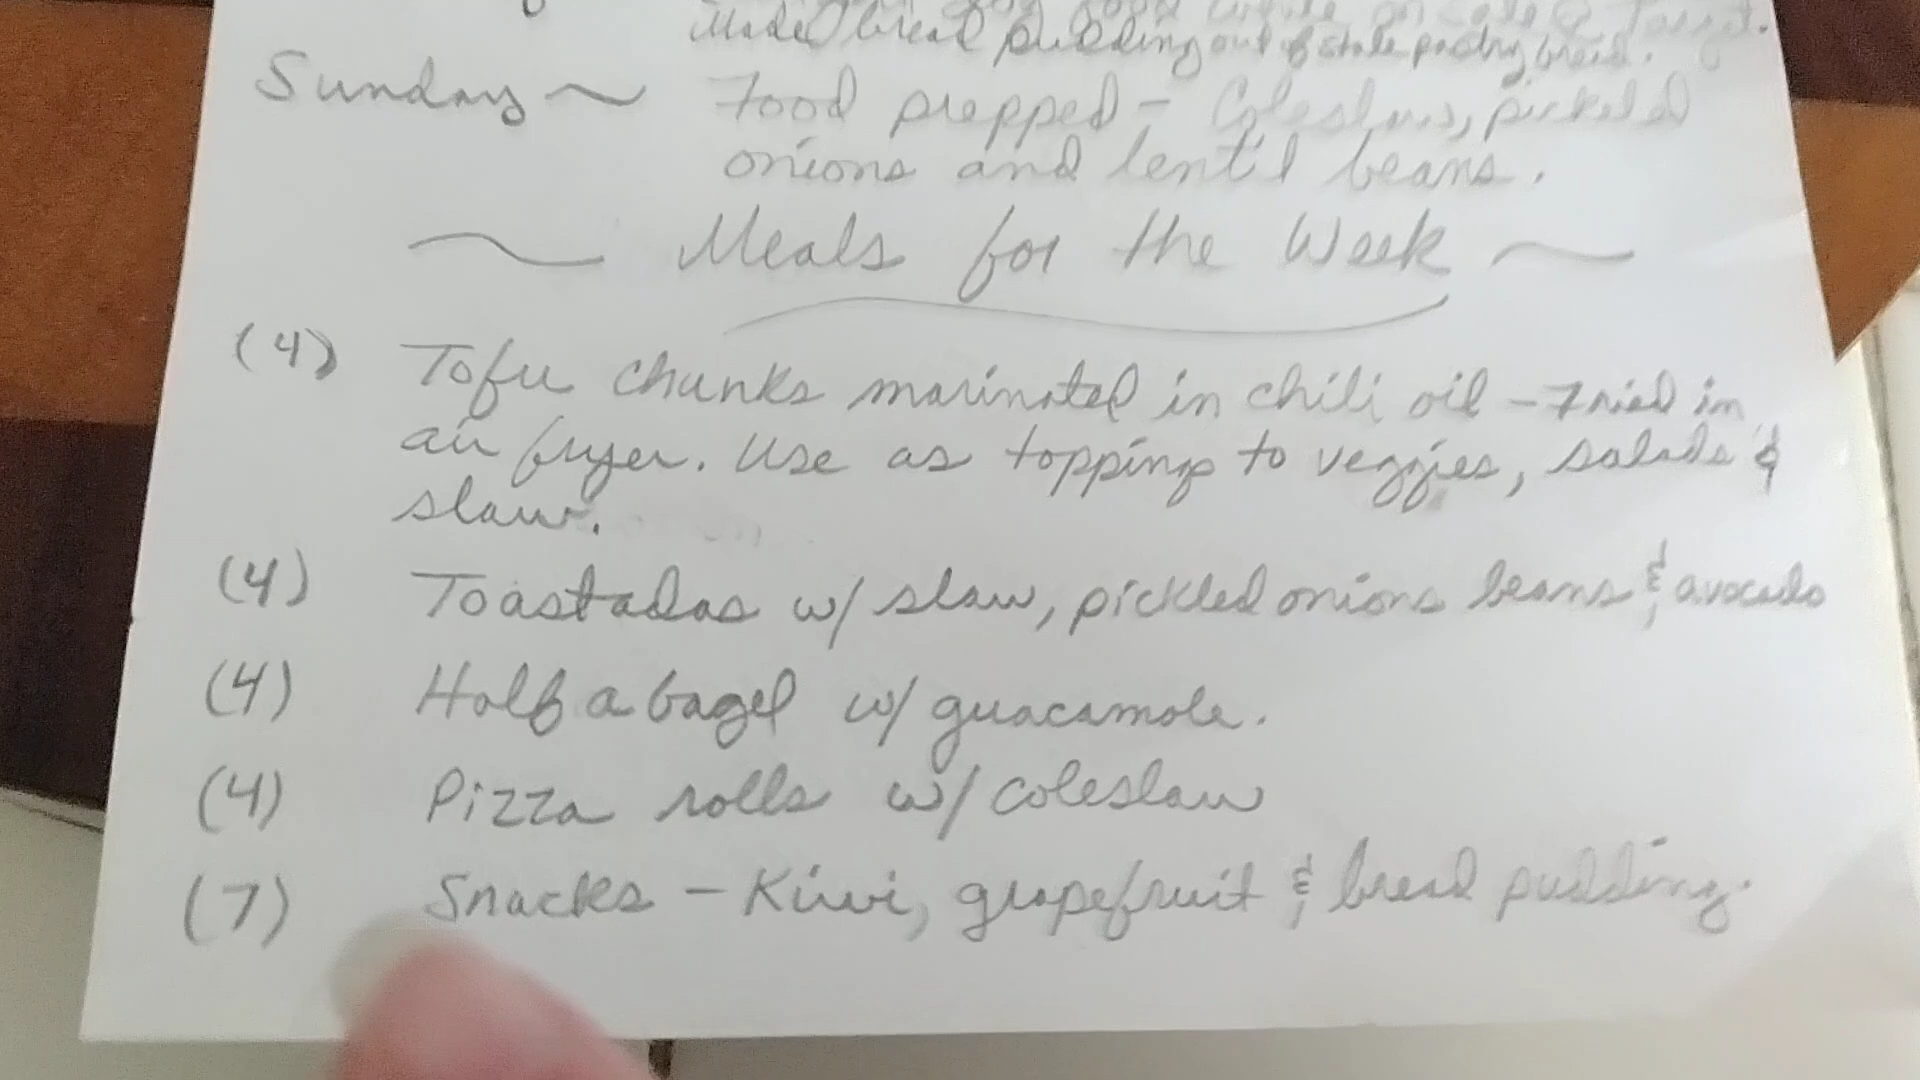 Made bread pudding out of stale pastry bread.
Sunday ~ Food prepped - Coleslaw, pickeld
onions and lent'l beans.
~ Meals for the Week ~
(4) Tofu chunks marinated in chili oil - Fried in
air fryer. Use as toppings to veggies, salads &
slaw.
(4) Toastadas w/ slaw, pickled onions beans & avocado
(4) Half a bagel w/ guacamole.
(4) Pizza rolls w/ coleslaw
(7) Snacks - Kiwi, grapefruit & bread pudding.